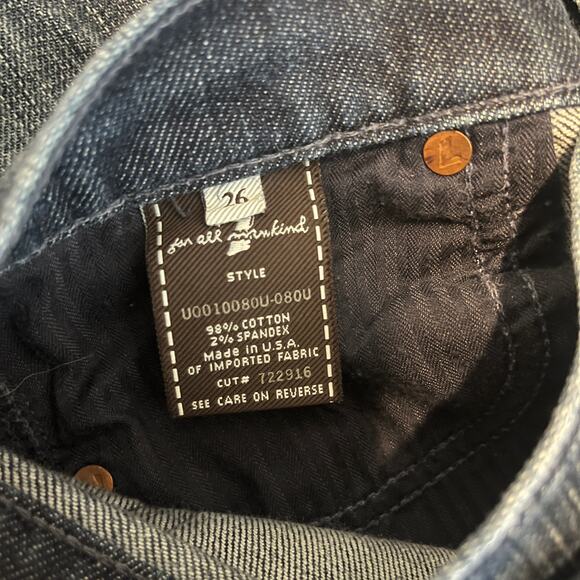 26
7
for all mankind
STYLE
U0010080U-080U
98% COTTON
2% SPANDEX
Made in U.S.A.
OF IMPORTED FABRIC
CUT# 722916
SEE CARE ON REVERSE